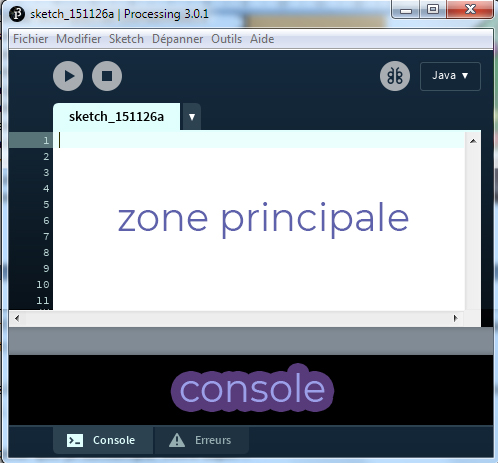 sketch_151126a | Processing 3.0.1
Fichier Modifier Sketch Dépanner Outils Aide
Java ▾
sketch_151126a ▾
1
2
3
4
5
6
7
8
9
10
11
zone principale
console
Console Erreurs